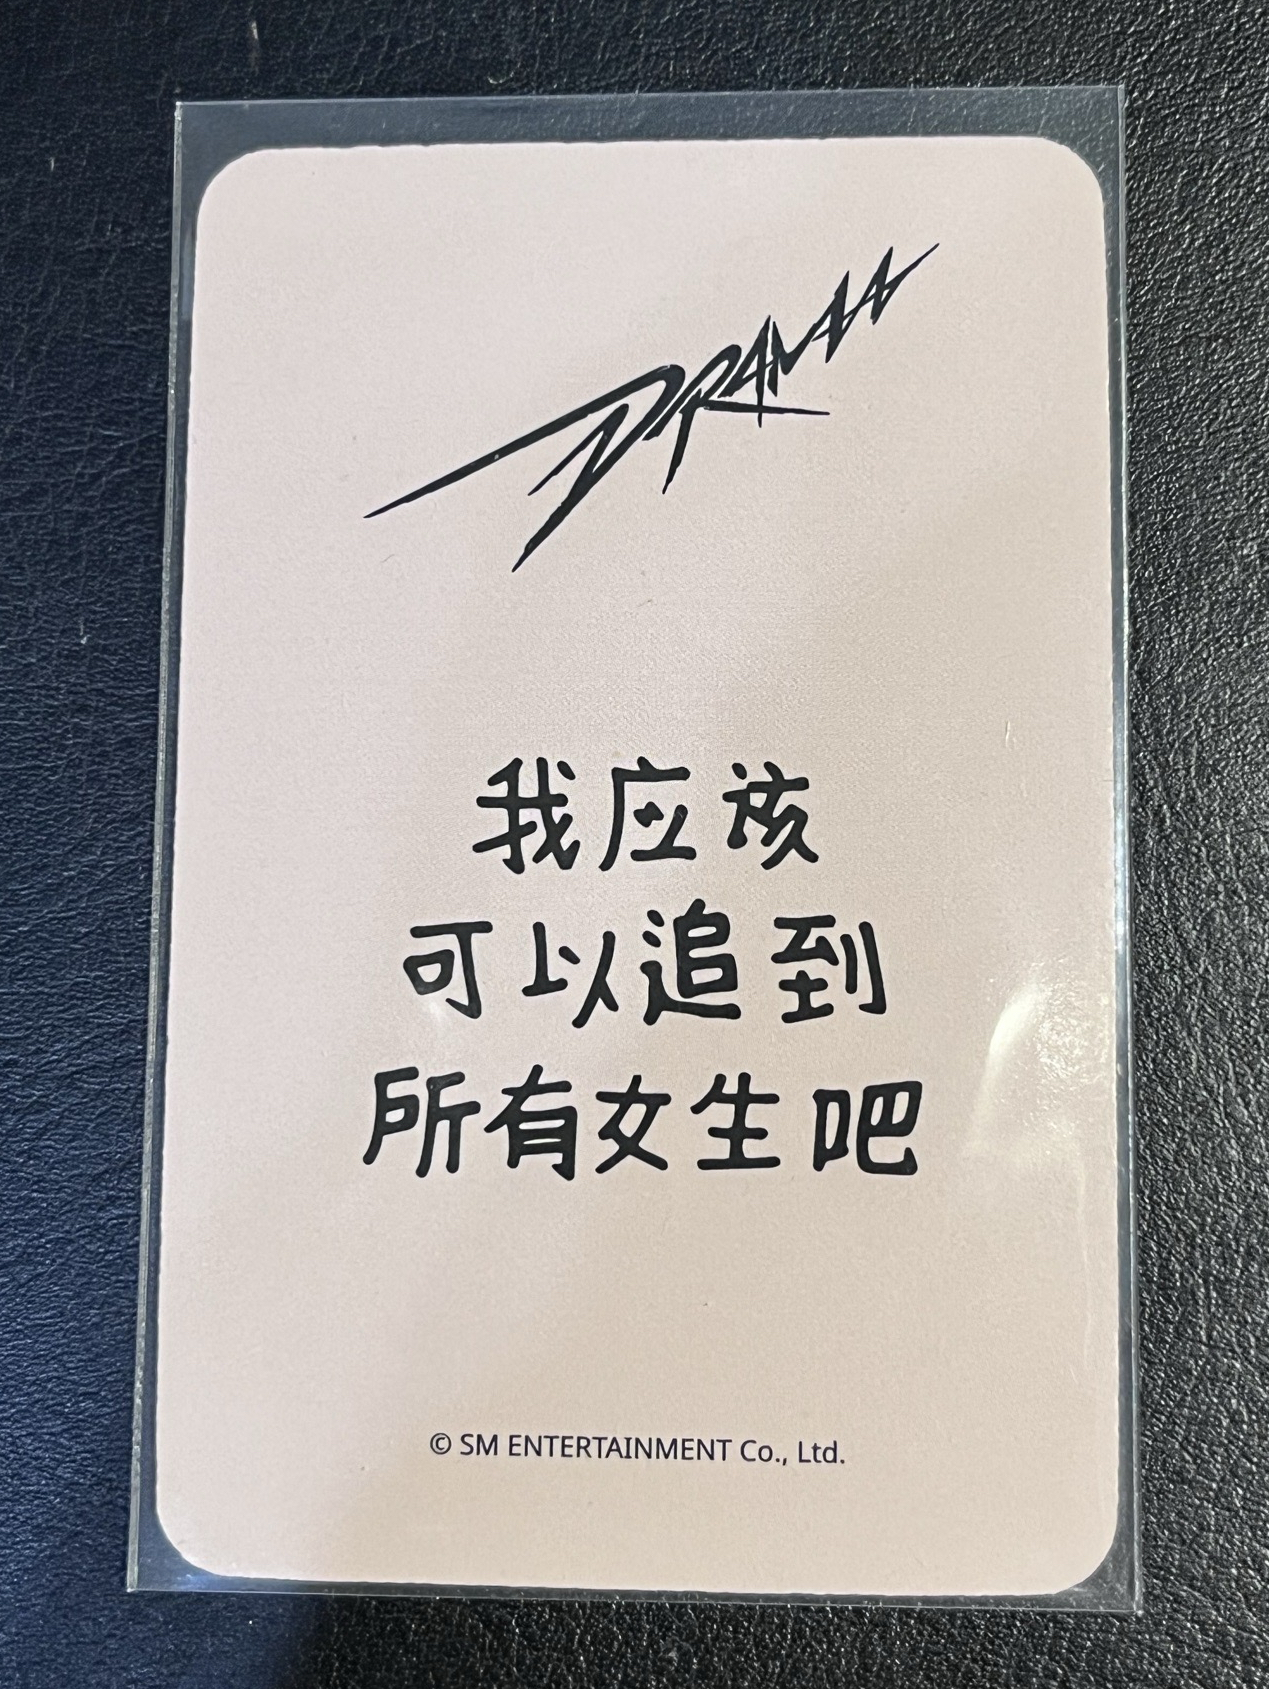 DRAMA
我应该
可以追到
所有女生吧
© SM ENTERTAINMENT Co., Ltd.